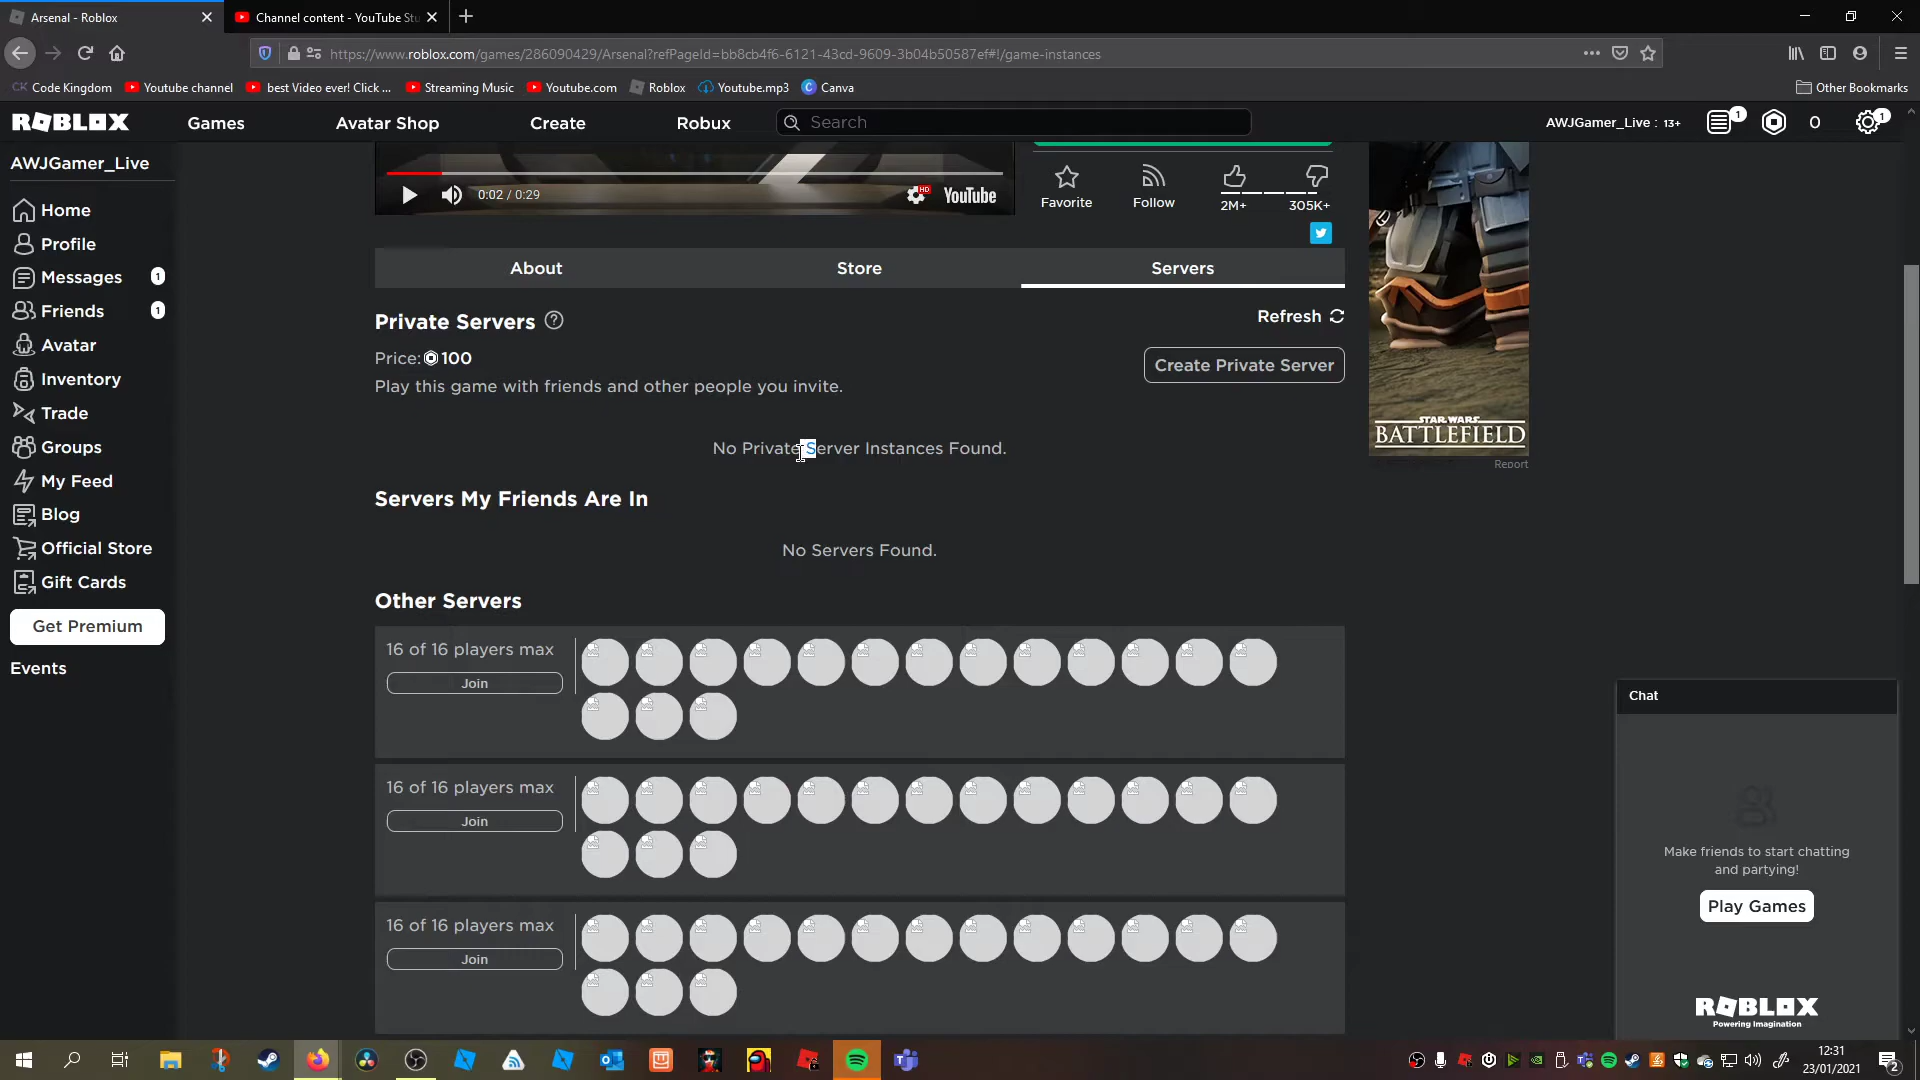 Arsenal - Roblox
Channel content - YouTube Stu
https://www.roblox.com/games/286090429/Arsenal?refPageId=bb8cb4f6-6121-43cd-9609-3b04b50587ef#!/game-instances
CK Code Kingdom
Youtube channel
best Video ever! Click ...
Streaming Music
Youtube.com
Roblox
Youtube.mp3
Canva
Other Bookmarks
ROBLOX
Games
Avatar Shop
Create
Robux
Search
AWJGamer_Live : 13+
1
0
1
AWJGamer_Live
Home
Profile
Messages 1
Friends 1
Avatar
Inventory
Trade
Groups
My Feed
Blog
Official Store
Gift Cards
Get Premium
Events
0:02 / 0:29
HD
YouTube
Favorite
Follow
2M+
305K+
About
Store
Servers
Private Servers
Refresh
Price: 100
Create Private Server
Play this game with friends and other people you invite.
No Private Server Instances Found.
Servers My Friends Are In
No Servers Found.
Other Servers
16 of 16 players max
Join
16 of 16 players max
Join
16 of 16 players max
Join
STAR WARS
BATTLEFIELD
Report
Chat
Make friends to start chatting
and partying!
Play Games
ROBLOX
Powering Imagination
12:31
23/01/2021
2